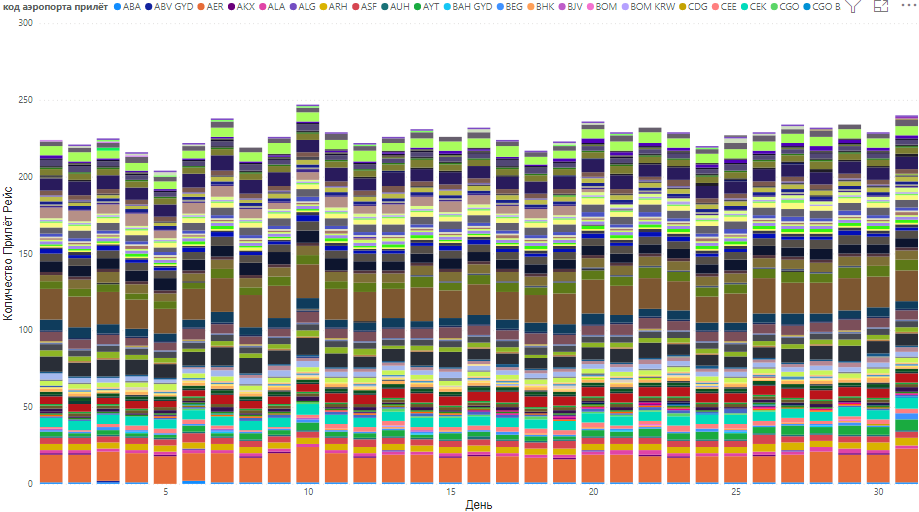 код аэропорта прилёт ABA ABV GYD AER AKX ALA ALG ARH ASF AUH AYT BAH GYD BEG BHK BJV BOM BOM KRW CDG CEE CEK CGO CGO B
300
250
200
150
100
50
0
Количество Прилёт Рейс
5 10 15 20 25 30
День